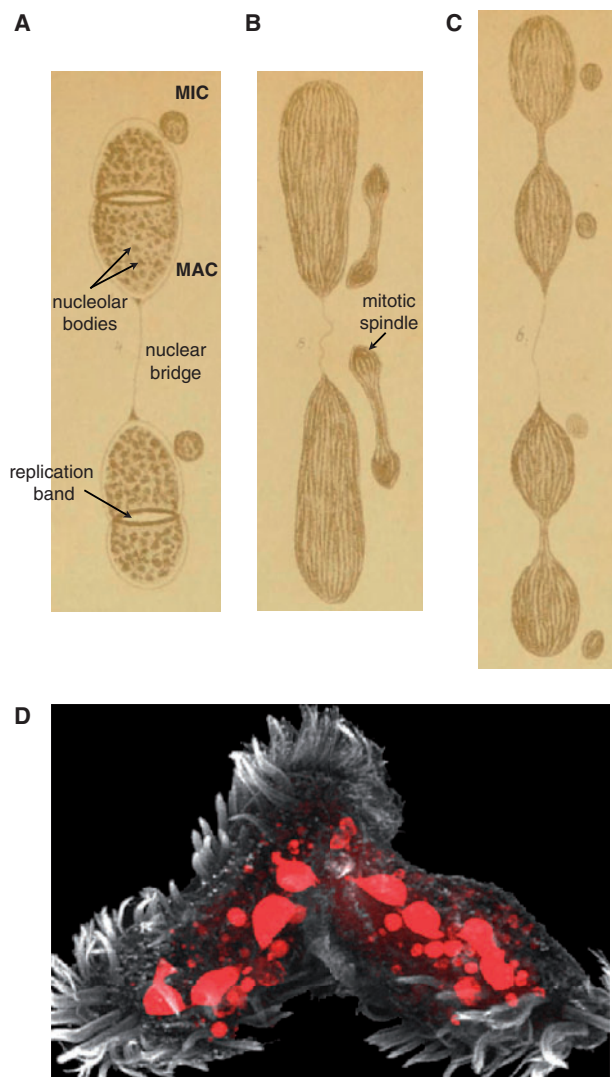 A
MIC
MAC
nucleolar
bodies
nuclear
bridge
replication
band
B
mitotic
spindle
C
D